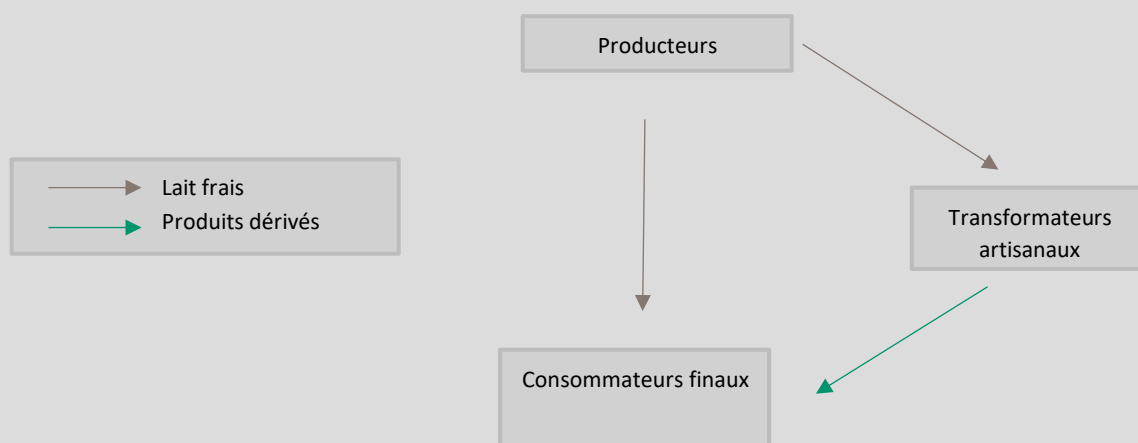 Producteurs
Lait frais
Produits dérivés
Transformateurs
artisanaux
Consommateurs finaux